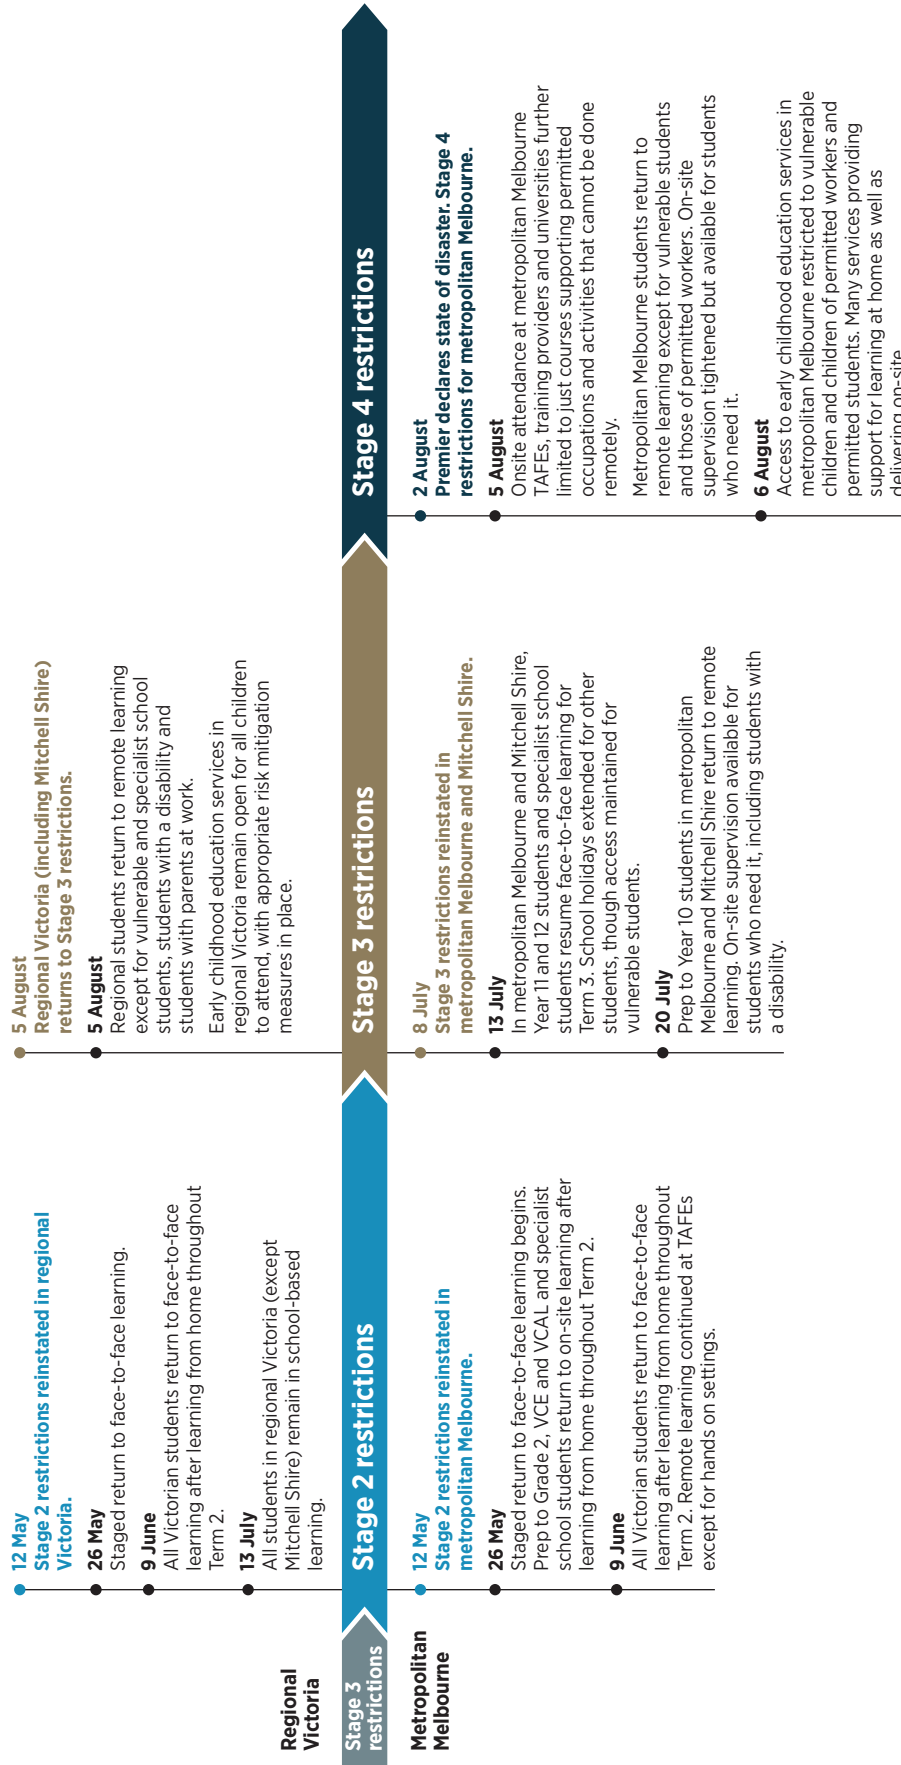 12 May
Stage 2 restrictions reinstated in regional
Victoria.
26 May
Staged return to face-to-face learning.
9 June
All Victorian students return to face-to-face
learning after learning from home throughout
Term 2.
13 July
All students in regional Victoria (except
Mitchell Shire) remain in school-based
learning.
5 August
Regional Victoria (including Mitchell Shire)
returns to Stage 3 restrictions.
5 August
Regional students return to remote learning
except for vulnerable and specialist school
students, students with a disability and
students with parents at work.
Early childhood education services in
regional Victoria remain open for all children
to attend, with appropriate risk mitigation
measures in place.
Regional
Victoria
Stage 3
restrictions
Stage 2 restrictions
Stage 3 restrictions
Stage 4 restrictions
Metropolitan
Melbourne
12 May
Stage 2 restrictions reinstated in
metropolitan Melbourne.
26 May
Staged return to face-to-face learning begins.
Prep to Grade 2, VCE and VCAL and specialist
school students return to on-site learning after
learning from home throughout Term 2.
9 June
All Victorian students return to face-to-face
learning after learning from home throughout
Term 2. Remote learning continued at TAFEs
except for hands on settings.
8 July
Stage 3 restrictions reinstated in
metropolitan Melbourne and Mitchell Shire.
13 July
In metropolitan Melbourne and Mitchell Shire,
Year 11 and 12 students and specialist school
students resume face-to-face learning for
Term 3. School holidays extended for other
students, though access maintained for
vulnerable students.
20 July
Prep to Year 10 students in metropolitan
Melbourne and Mitchell Shire return to remote
learning. On-site supervision available for
students who need it, including students with
a disability.
2 August
Premier declares state of disaster. Stage 4
restrictions for metropolitan Melbourne.
5 August
Onsite attendance at metropolitan Melbourne
TAFEs, training providers and universities further
limited to just courses supporting permitted
occupations and activities that cannot be done
remotely.
Metropolitan Melbourne students return to
remote learning except for vulnerable students
and those of permitted workers. On-site
supervision tightened but available for students
who need it.
6 August
Access to early childhood education services in
metropolitan Melbourne restricted to vulnerable
children and children of permitted workers and
permitted students. Many services providing
support for learning at home as well as
delivering on-site